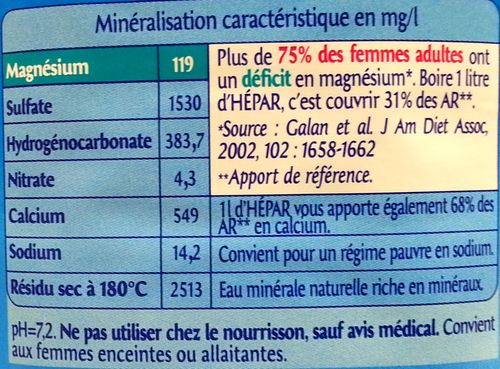 Minéralisation caractéristique en mg/l
Magnésium 119
Plus de 75% des femmes adultes ont
un déficit en magnésium*. Boire 1 litre
d'HÉPAR, c'est couvrir 31% des AR**.
*Source : Galan et al. J Am Diet Assoc,
2002, 102 : 1658-1662
**Apport de référence.
Sulfate 1530
Hydrogénocarbonate 383,7
Nitrate 4,3
Calcium 549
1l d'HÉPAR vous apporte également 68% des
AR** en calcium.
Sodium 14,2 Convient pour un régime pauvre en sodium.
Résidu sec à 180°C 2513 Eau minérale naturelle riche en minéraux.
pH=7,2. Ne pas utiliser chez le nourrisson, sauf avis médical. Convient
aux femmes enceintes ou allaitantes.